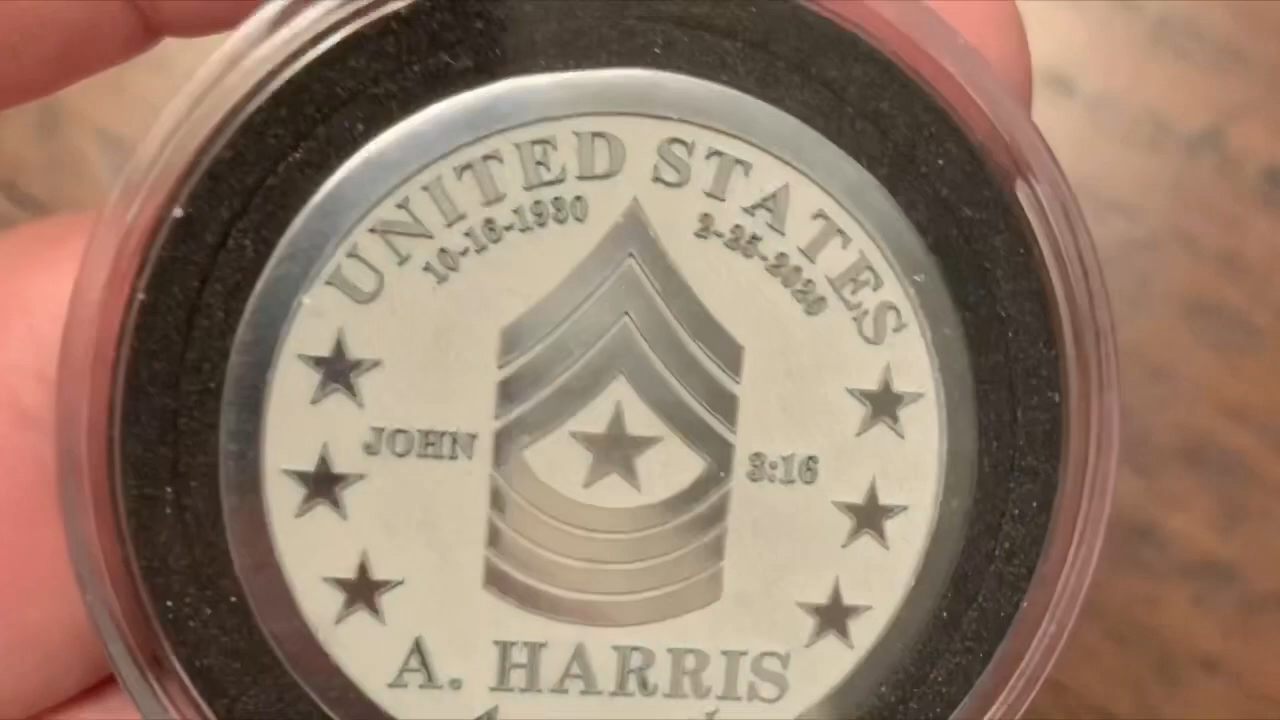 UNITED STATES
10-16-1930
2-25-2020
JOHN 3:16
A. HARRIS